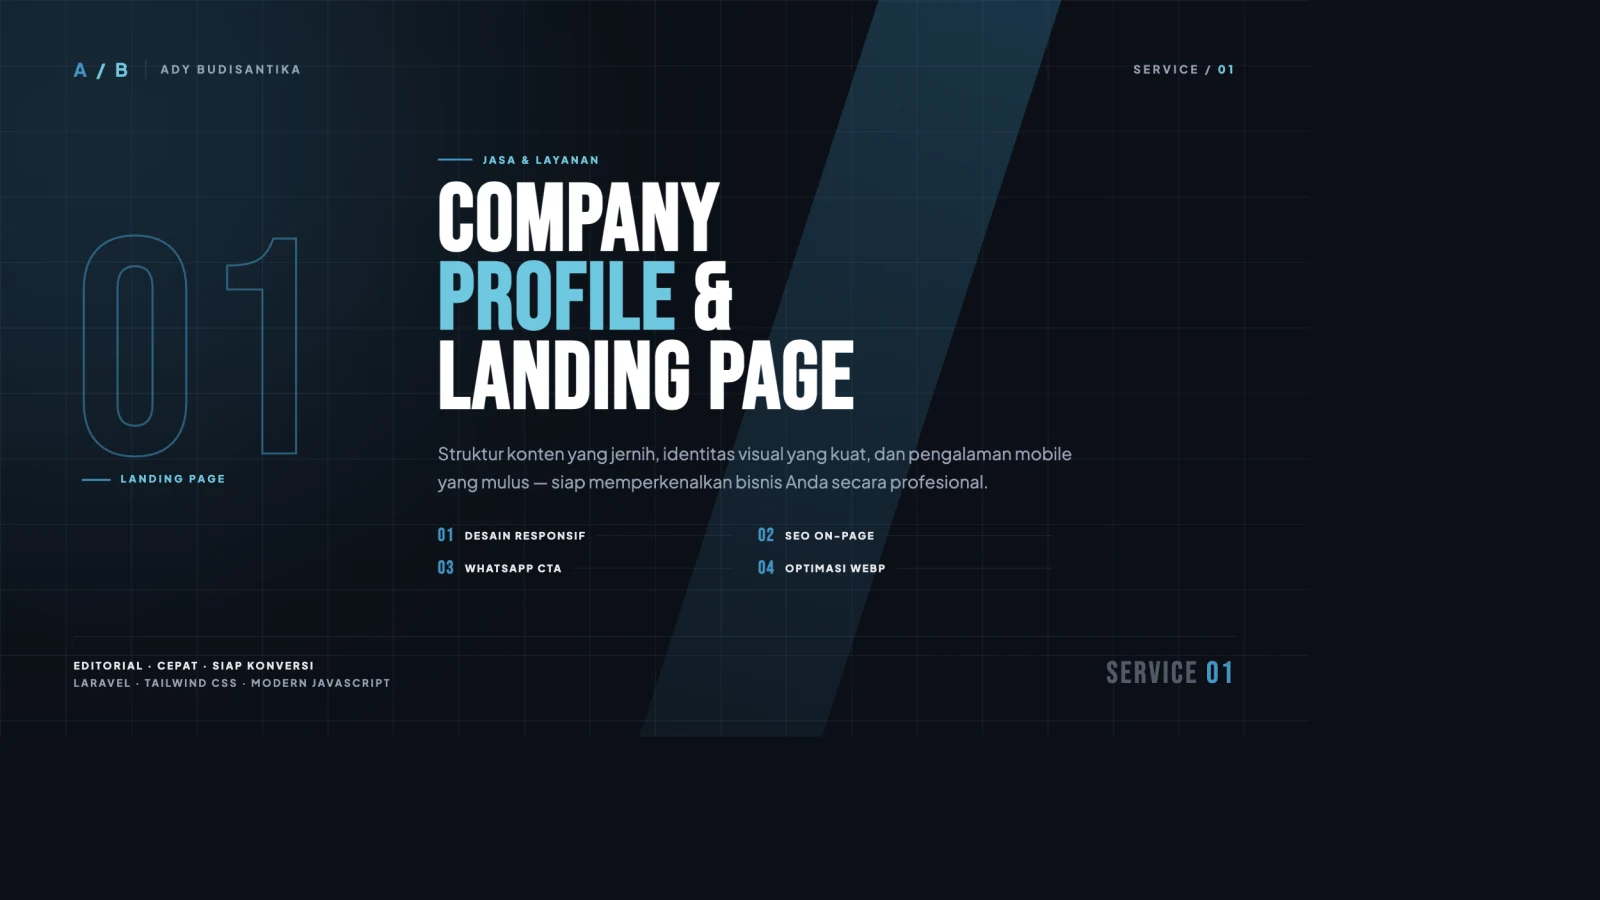 A / B ADY BUDISANTIKA
SERVICE / 01
01
LANDING PAGE
JASA & LAYANAN
COMPANY
PROFILE &
LANDING PAGE
Struktur konten yang jernih, identitas visual yang kuat, dan pengalaman mobile
yang mulus — siap memperkenalkan bisnis Anda secara profesional.
01 DESAIN RESPONSIF
02 SEO ON-PAGE
03 WHATSAPP CTA
04 OPTIMASI WEBP
EDITORIAL · CEPAT · SIAP KONVERSI
LARAVEL · TAILWIND CSS · MODERN JAVASCRIPT
SERVICE 01